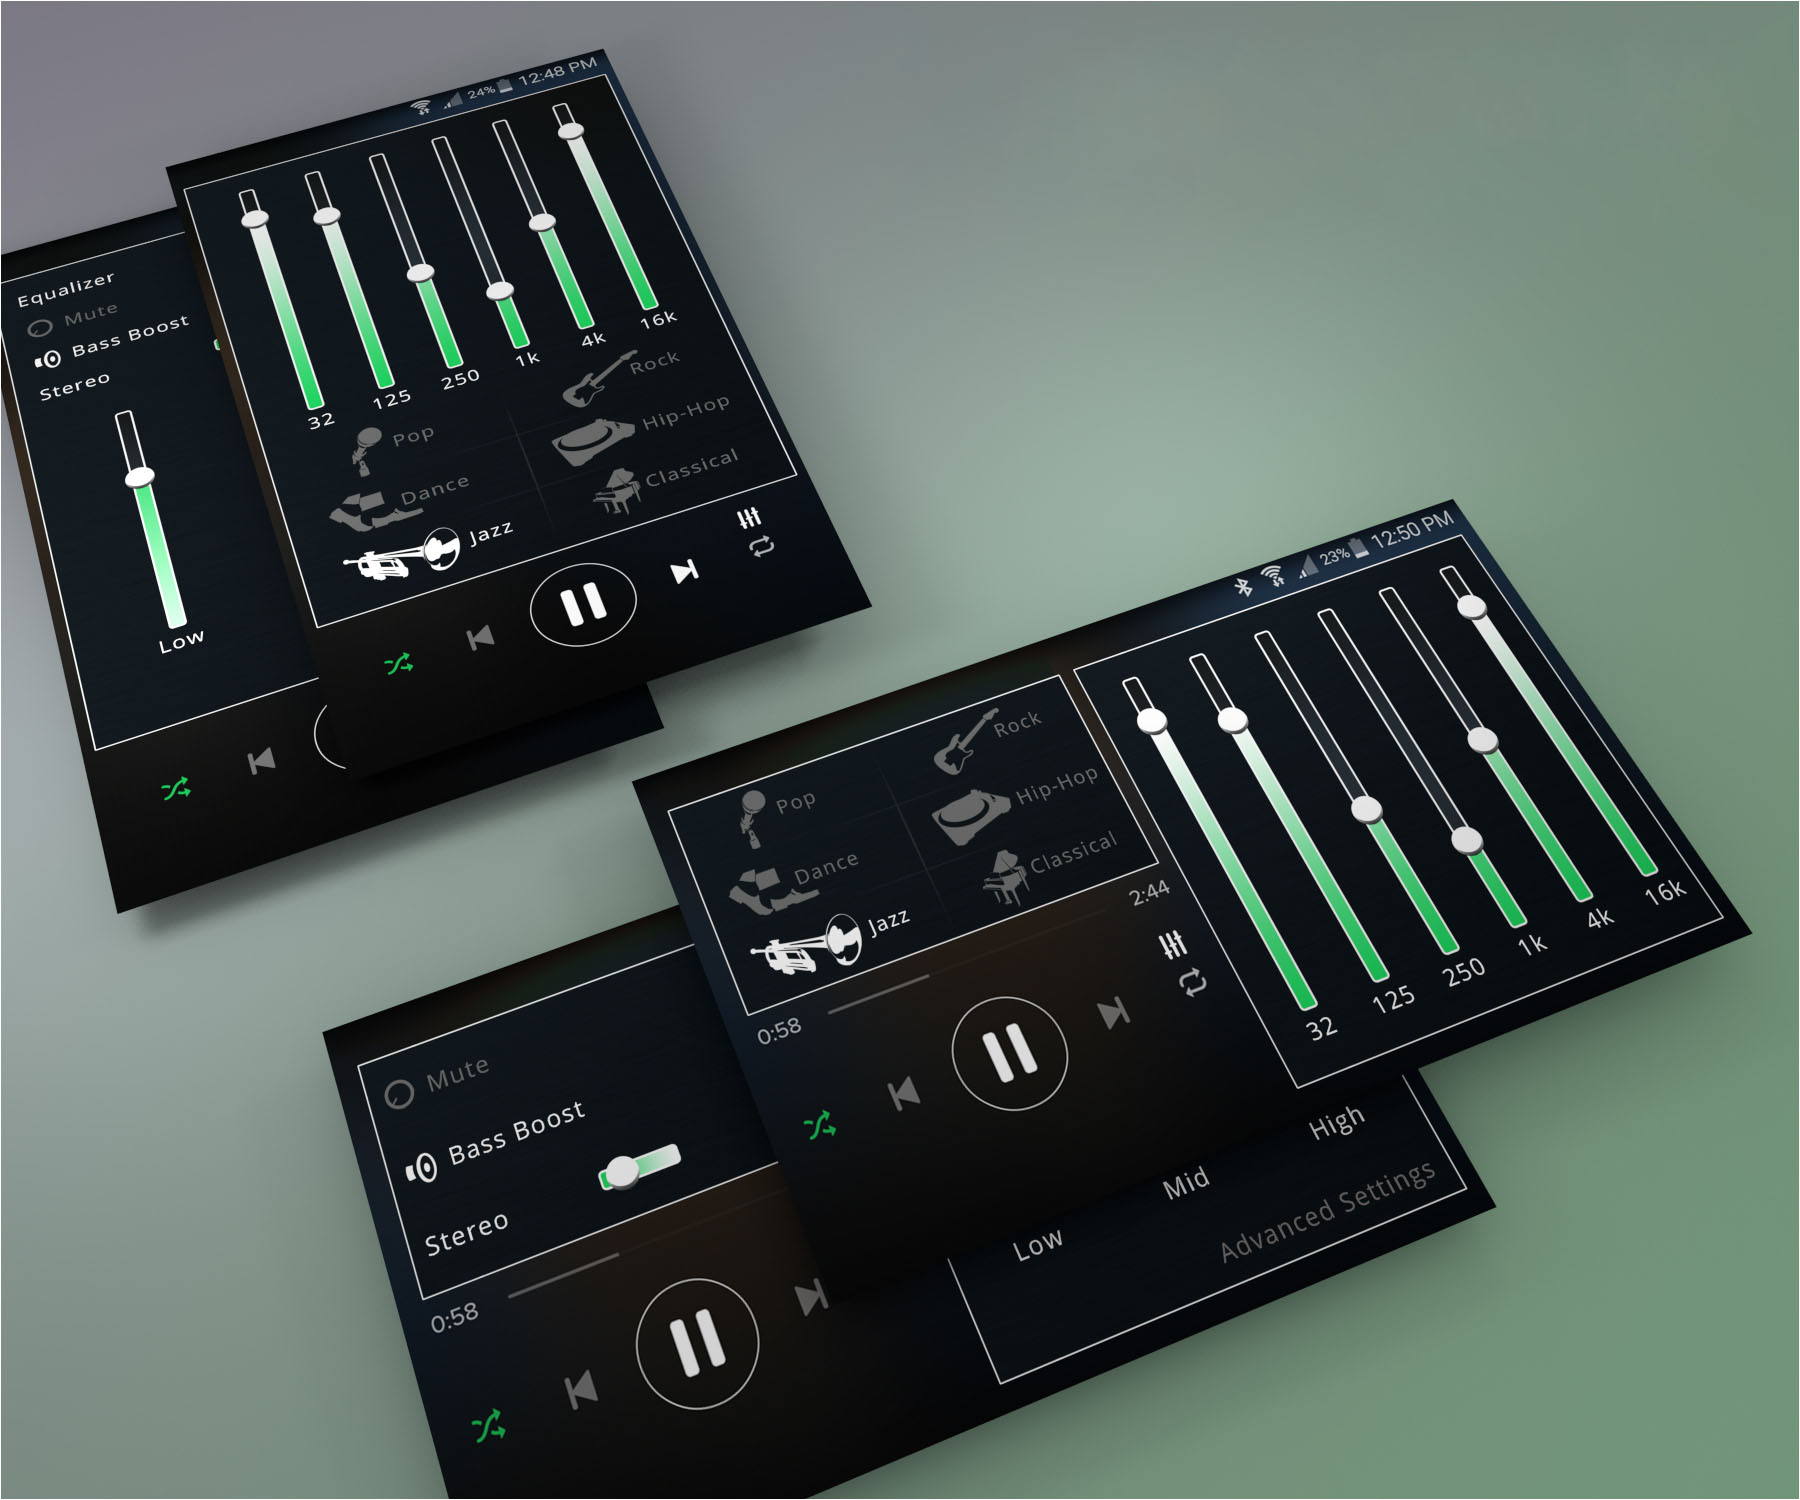 24% 12:48 PM
32
125
250
1k
4k
16k
Pop
Rock
Dance
Hip-Hop
Jazz
Classical
Equalizer
Mute
Bass Boost
Stereo
Low
23% 12:50 PM
Pop
Rock
Dance
Hip-Hop
Jazz
Classical
0:58
2:44
32
125
250
1k
4k
16k
Mute
Bass Boost
Stereo
0:58
Low
Mid
High
Advanced Settings